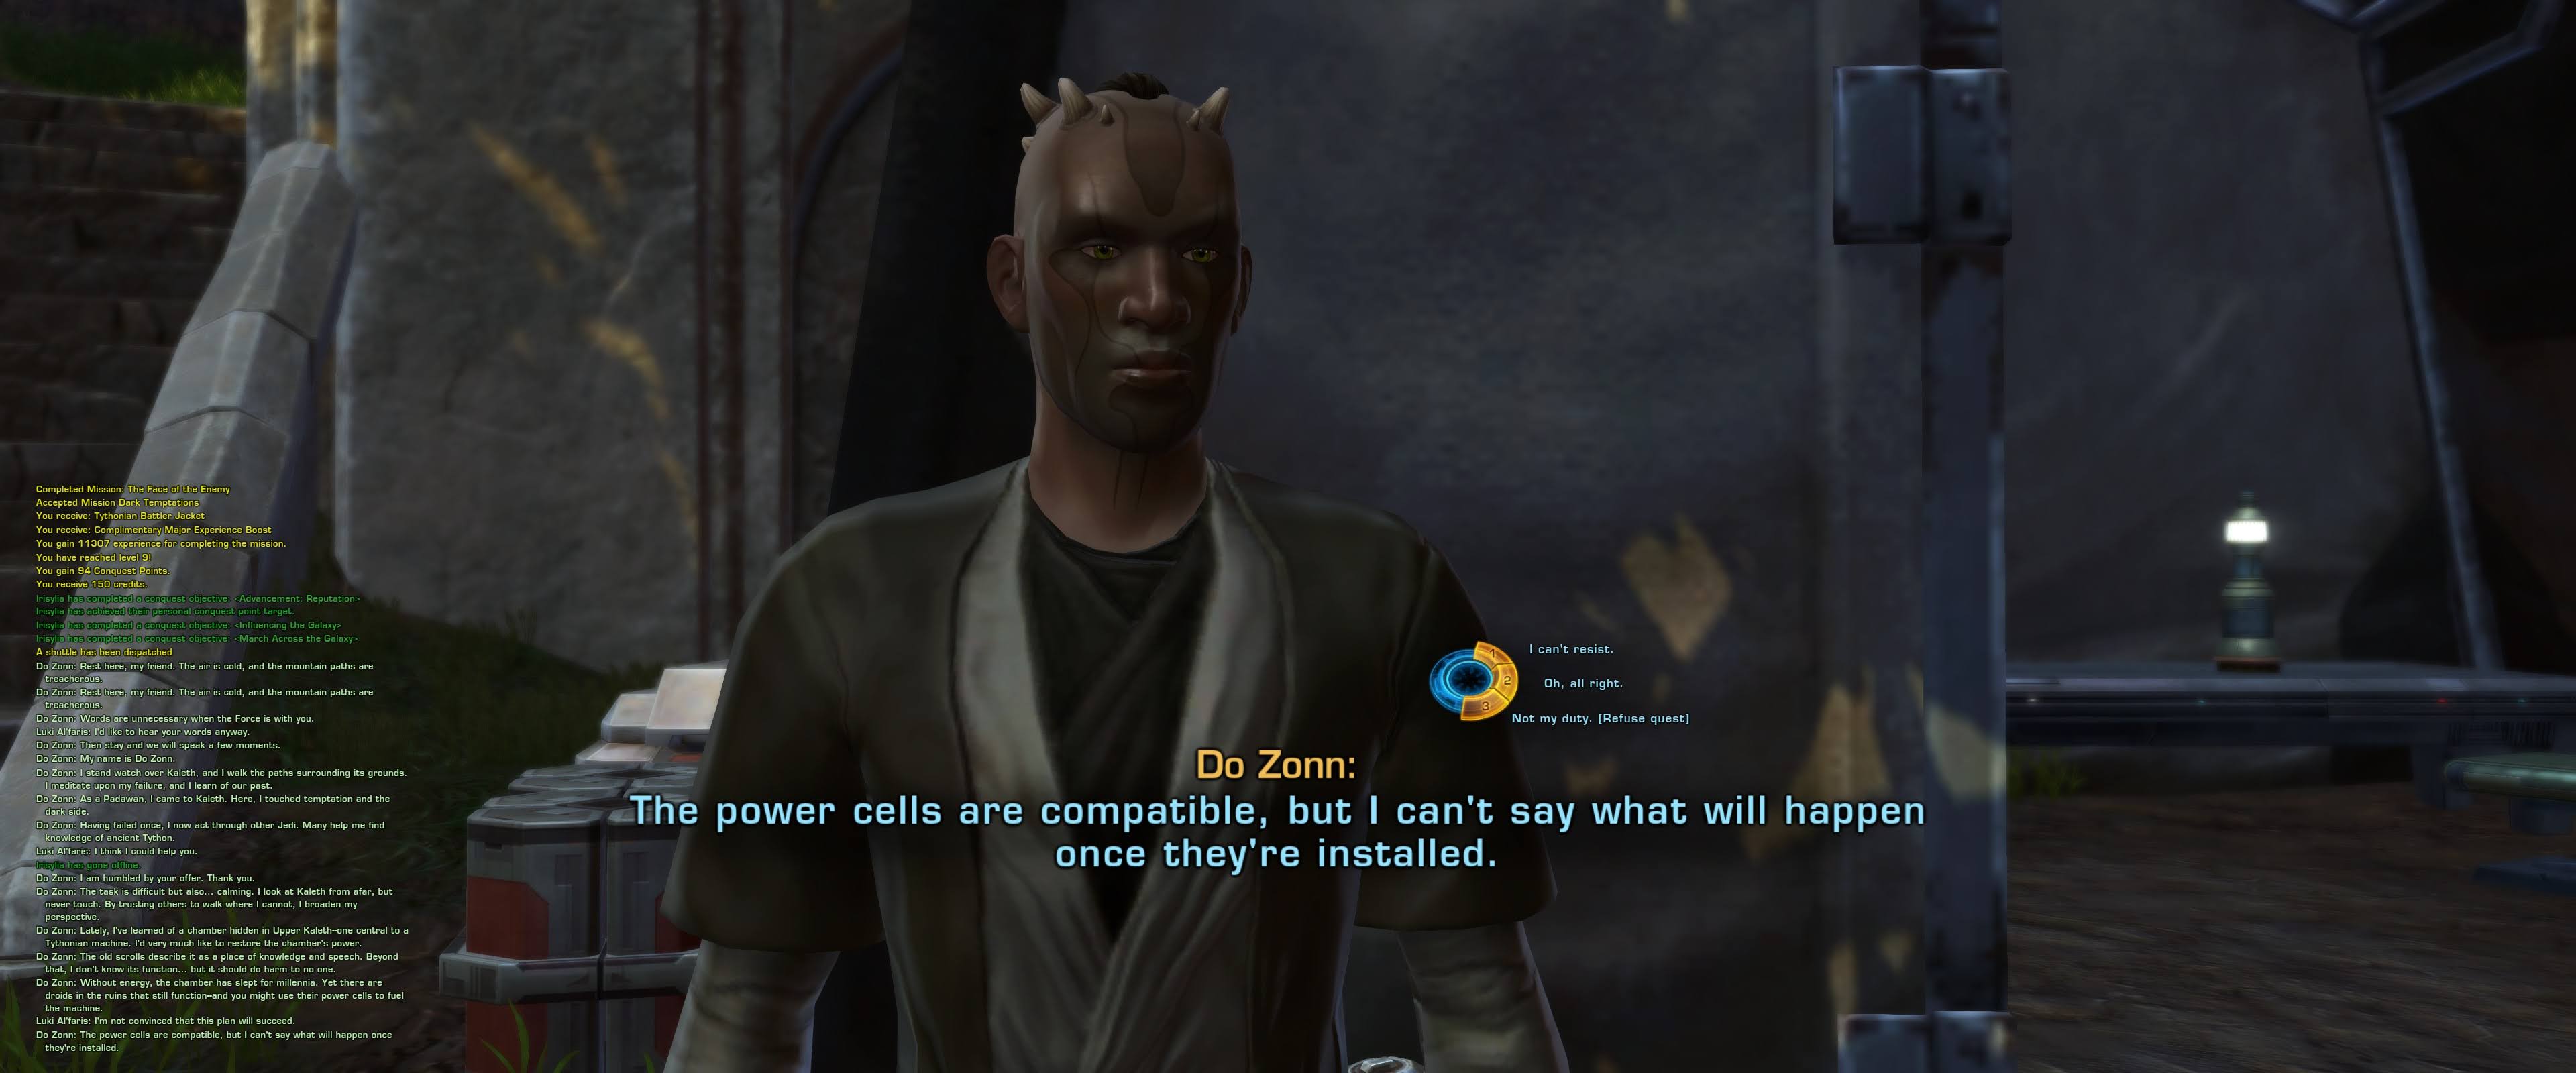 Completed Mission: The Face of the Enemy
Accepted Mission Dark Temptations
You receive: Tythonian Battler Jacket
You receive: Complimentary Major Experience Boost
You gain 11307 experience for completing the mission.
You have reached level 9!
You gain 94 Conquest Points.
You receive 150 credits.
Irisylia has completed a conquest objective: <Advancement: Reputation>
Irisylia has achieved their personal conquest point target.
Irisylia has completed a conquest objective: <Influencing the Galaxy>
Irisylia has completed a conquest objective: <March Across the Galaxy>
A shuttle has been dispatched
Do Zonn: Rest here, my friend. The air is cold, and the mountain paths are
treacherous.
Do Zonn: Rest here, my friend. The air is cold, and the mountain paths are
treacherous.
Do Zonn: Words are unnecessary when the Force is with you.
Luki Al'faris: I'd like to hear your words anyway.
Do Zonn: Then stay and we will speak a few moments.
Do Zonn: My name is Do Zonn.
Do Zonn: I stand watch over Kaleth, and I walk the paths surrounding its grounds.
I meditate upon my failure, and I learn of our past.
Do Zonn: As a Padawan, I came to Kaleth. Here, I touched temptation and the
dark side.
Do Zonn: Having failed once, I now act through other Jedi. Many help me find
knowledge of ancient Tython.
Luki Al'faris: I think I could help you.
Irisylia has gone offline.
Do Zonn: I am humbled by your offer. Thank you.
Do Zonn: The task is difficult but also... calming. I look at Kaleth from afar, but
never touch. By trusting others to walk where I cannot, I broaden my
perspective.
Do Zonn: Lately, I've learned of a chamber hidden in Upper Kaleth–one central to a
Tythonian machine. I'd very much like to restore the chamber's power.
Do Zonn: The old scrolls describe it as a place of knowledge and speech. Beyond
that, I don't know its function... but it should do harm to no one.
Do Zonn: Without energy, the chamber has slept for millennia. Yet there are
droids in the ruins that still function–and you might use their power cells to fuel
the machine.
Luki Al'faris: I'm not convinced that this plan will succeed.
Do Zonn: The power cells are compatible, but I can't say what will happen once
they're installed.
1 I can't resist.
2 Oh, all right.
3 Not my duty. [Refuse quest]
Do Zonn:
The power cells are compatible, but I can't say what will happen
once they're installed.